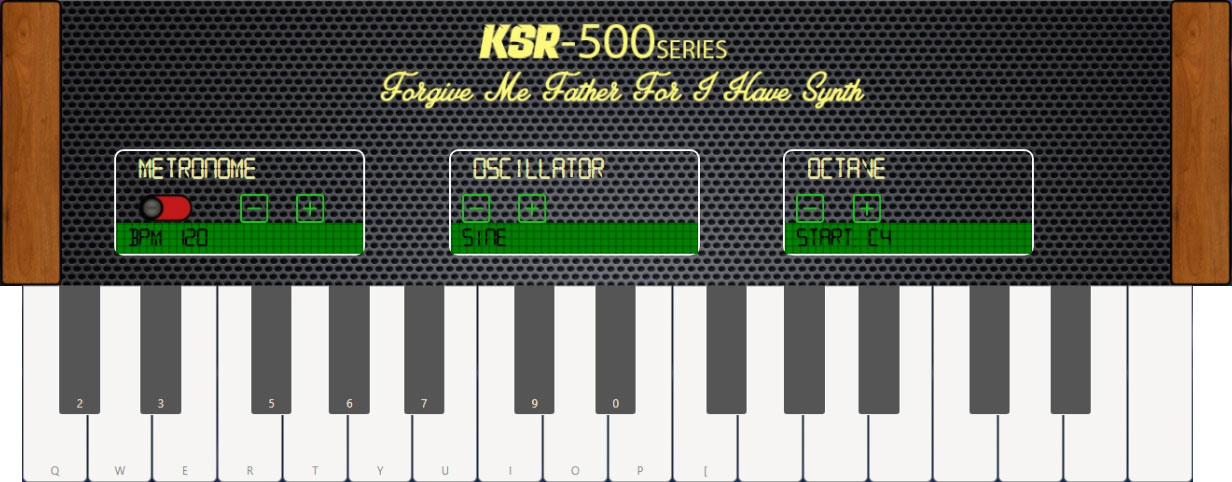 KSR-500SERIES
Forgive Me Father For I Have Synth
METRONOME OSCILLATOR OCTAVE
- + - + - +
BPM 120 SINE START: C4
2 3 5 6 7 9 0
Q W E R T Y U I O P [